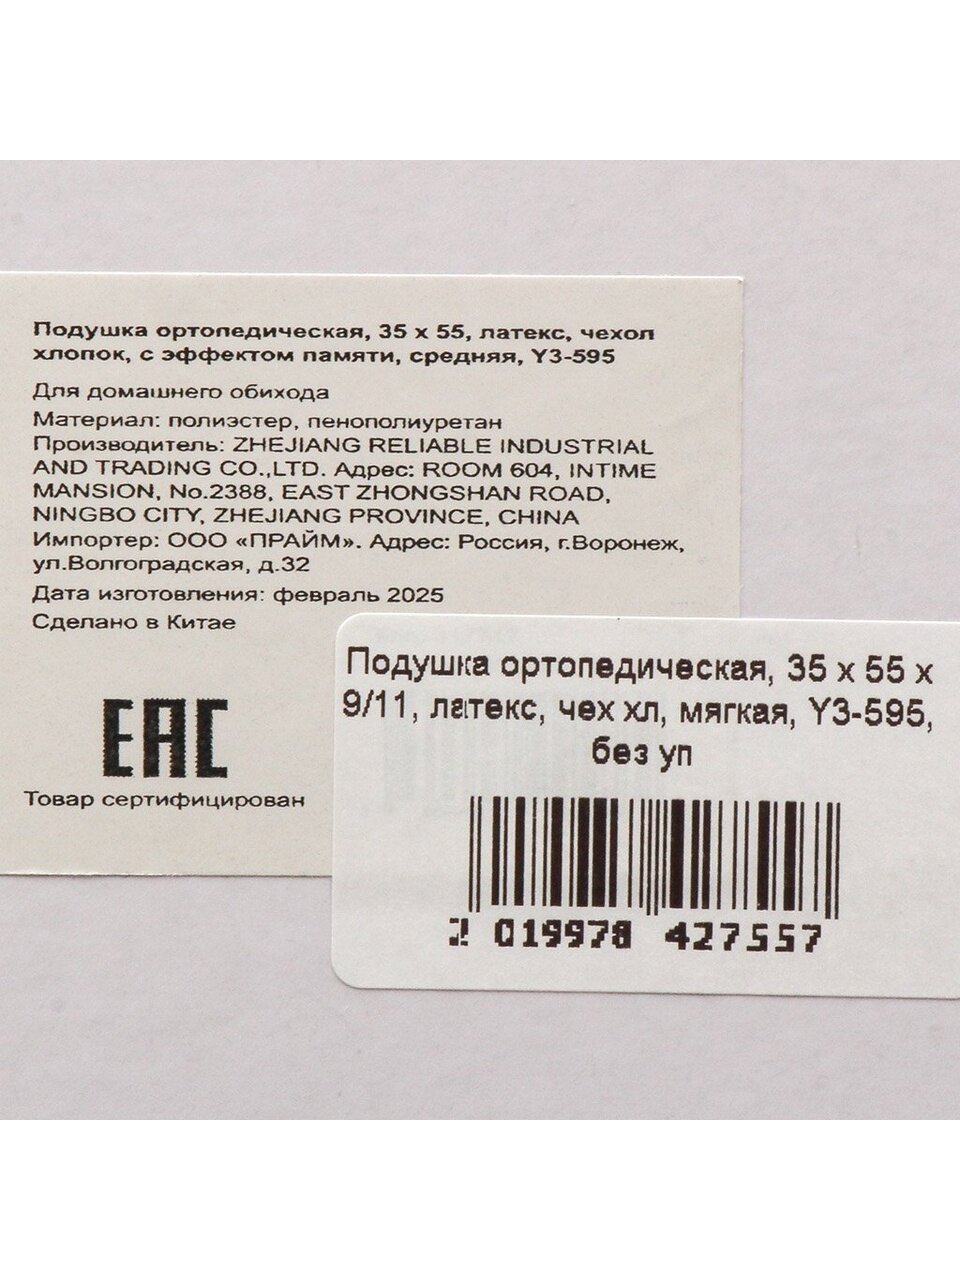 Подушка ортопедическая, 35 х 55, латекс, чехол
хлопок, с эффектом памяти, средняя, Y3-595
Для домашнего обихода
Материал: полиэстер, пенополиуретан
Производитель: ZHEJIANG RELIABLE INDUSTRIAL
AND TRADING CO.,LTD. Адрес: ROOM 604, INTIME
MANSION, No.2388, EAST ZHONGSHAN ROAD,
NINGBO CITY, ZHEJIANG PROVINCE, CHINA
Импортер: ООО «ПРАЙМ». Адрес: Россия, г.Воронеж,
ул.Волгоградская, д.32
Дата изготовления: февраль 2025
Сделано в Китае
ЕАС
Товар сертифицирован
Подушка ортопедическая, 35 х 55 х
9/11, латекс, чех хл, мягкая, Y3-595,
без уп
2 019978 427557